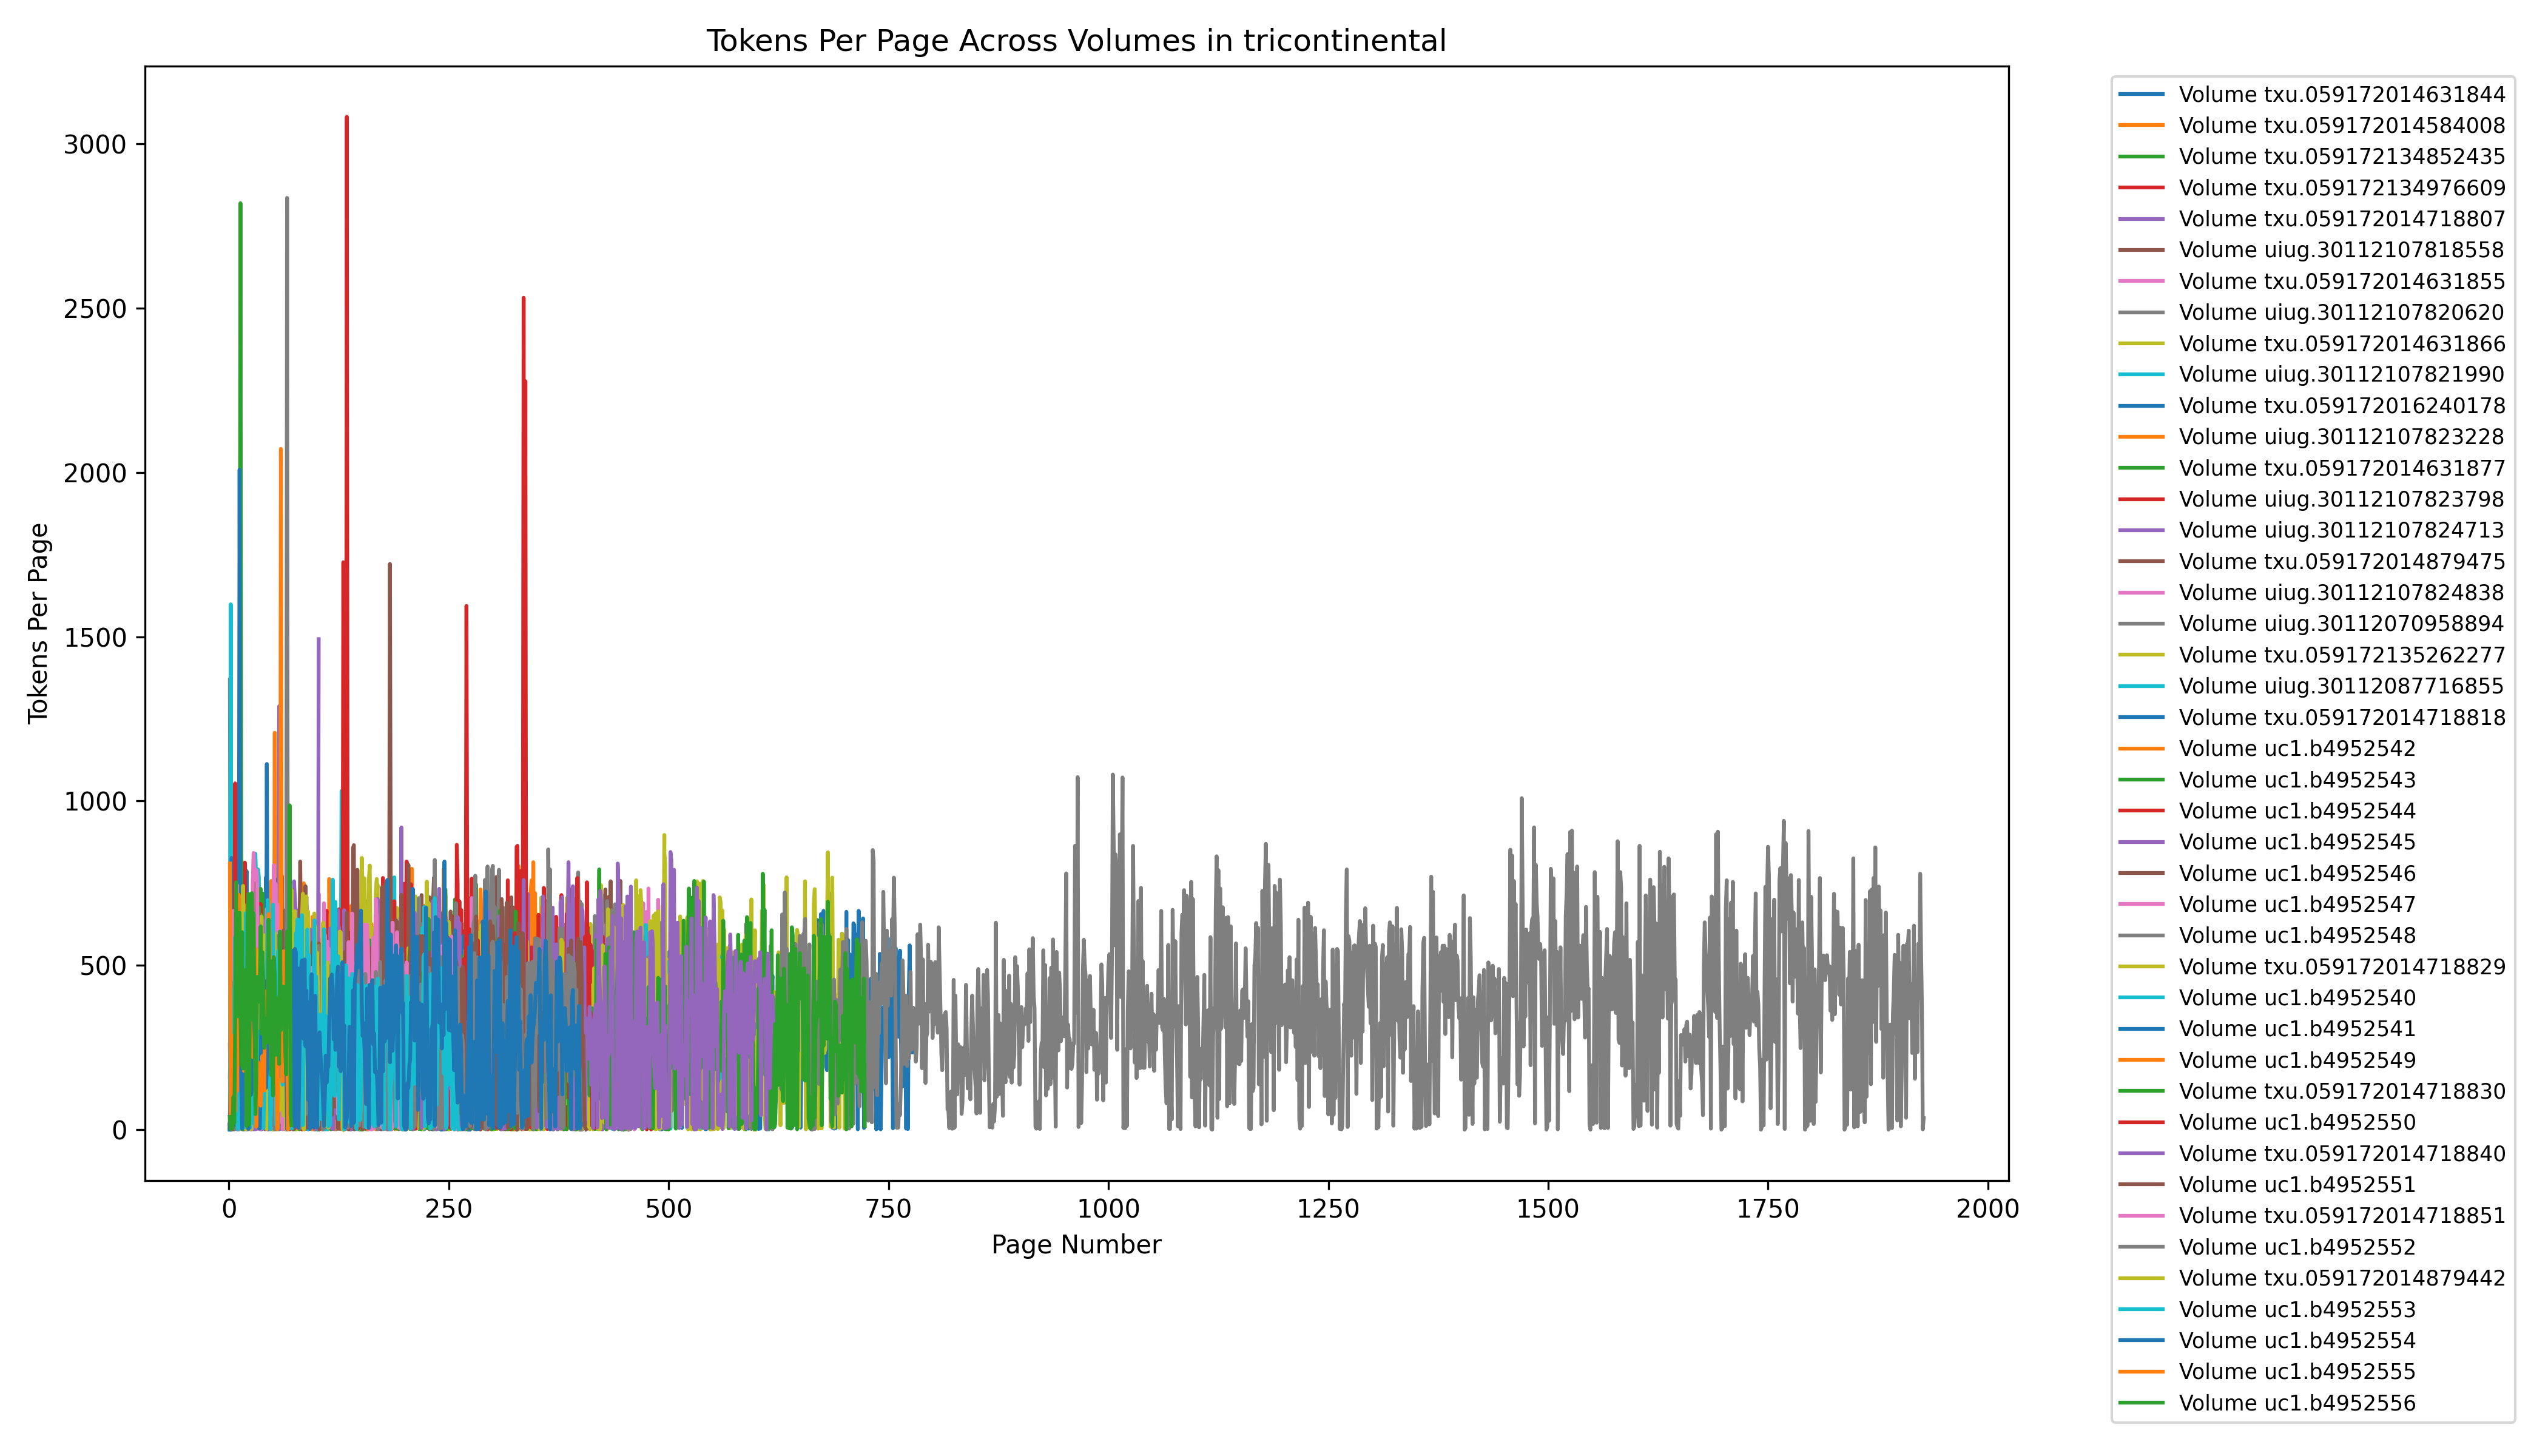 Tokens Per Page Across Volumes in tricontinental
3000
2500
2000
1500
1000
500
0
Tokens Per Page
0 250 500 750 1000 1250 1500 1750 2000
Page Number
Volume txu.059172014631844
Volume txu.059172014584008
Volume txu.059172134852435
Volume txu.059172134976609
Volume txu.059172014718807
Volume uiug.30112107818558
Volume txu.059172014631855
Volume uiug.30112107820620
Volume txu.059172014631866
Volume uiug.30112107821990
Volume txu.059172016240178
Volume uiug.30112107823228
Volume txu.059172014631877
Volume uiug.30112107823798
Volume uiug.30112107824713
Volume txu.059172014879475
Volume uiug.30112107824838
Volume uiug.30112070958894
Volume txu.059172135262277
Volume uiug.30112087716855
Volume txu.059172014718818
Volume uc1.b4952542
Volume uc1.b4952543
Volume uc1.b4952544
Volume uc1.b4952545
Volume uc1.b4952546
Volume uc1.b4952547
Volume uc1.b4952548
Volume txu.059172014718829
Volume uc1.b4952540
Volume uc1.b4952541
Volume uc1.b4952549
Volume txu.059172014718830
Volume uc1.b4952550
Volume txu.059172014718840
Volume uc1.b4952551
Volume txu.059172014718851
Volume uc1.b4952552
Volume txu.059172014879442
Volume uc1.b4952553
Volume uc1.b4952554
Volume uc1.b4952555
Volume uc1.b4952556